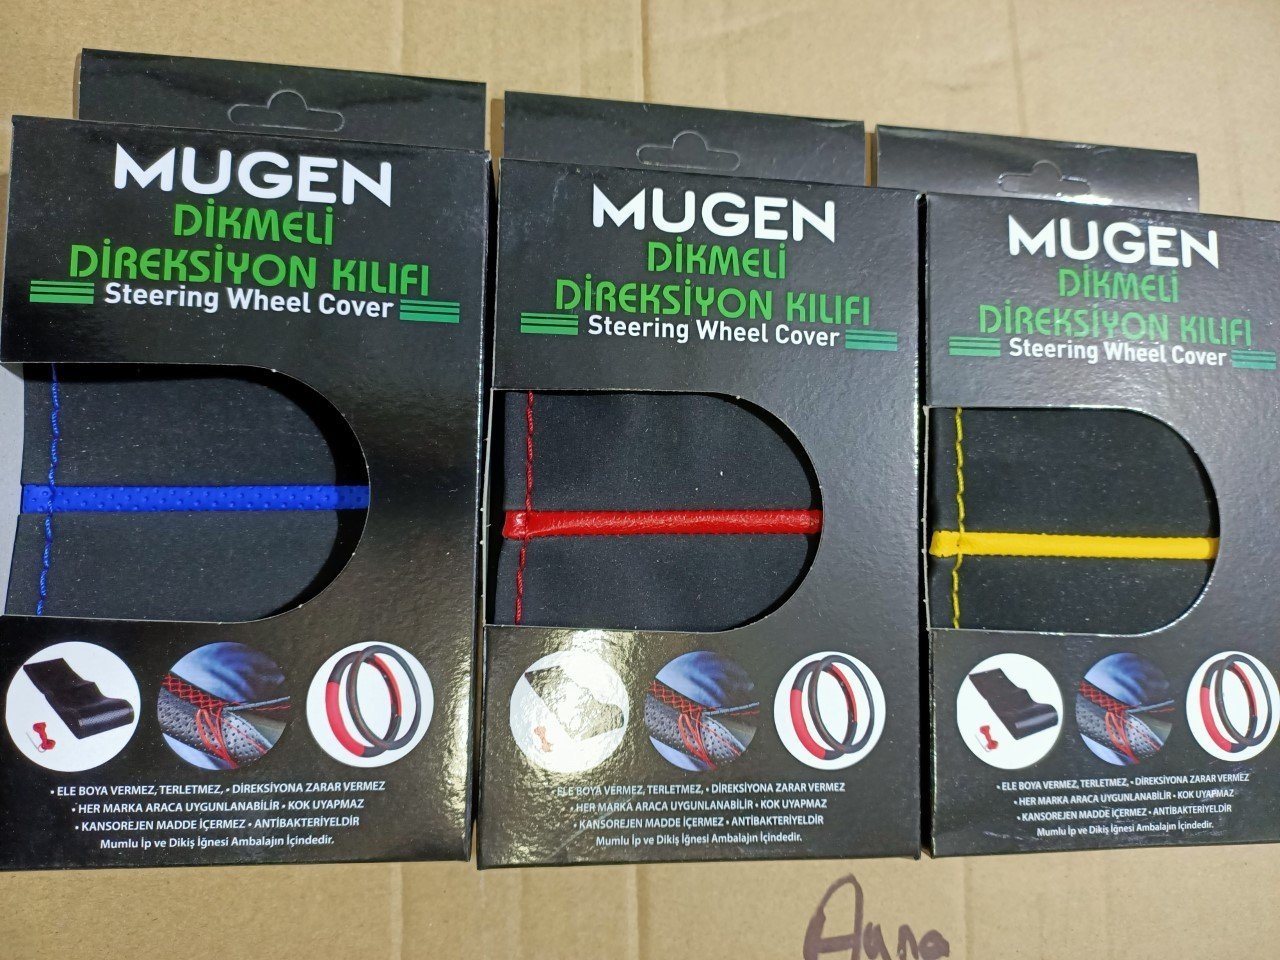 MUGEN
DİKMELİ
DİREKSİYON KILIFI
Steering Wheel Cover
• ELE BOYA VERMEZ, TERLETMEZ, • DİREKSİYONA ZARAR VERMEZ
• HER MARKA ARACA UYGUNLANABİLİR • KOK UYAPMAZ
• KANSOREJEN MADDE İÇERMEZ • ANTİBAKTERİYELDİR
Mumlu İp ve Dikiş İğnesi Ambalajın İçindedir.
MUGEN
DİKMELİ
DİREKSİYON KILIFI
Steering Wheel Cover
• ELE BOYA VERMEZ, TERLETMEZ, • DİREKSİYONA ZARAR VERMEZ
• HER MARKA ARACA UYGUNLANABİLİR • KOK UYAPMAZ
• KANSOREJEN MADDE İÇERMEZ • ANTİBAKTERİYELDİR
Mumlu İp ve Dikiş İğnesi Ambalajın İçindedir.
MUGEN
DİKMELİ
DİREKSİYON KILIFI
Steering Wheel Cover
• ELE BOYA VERMEZ, TERLETMEZ, • DİREKSİYONA ZARAR VERMEZ
• HER MARKA ARACA UYGUNLANABİLİR • KOK UYAPMAZ
• KANSOREJEN MADDE İÇERMEZ • ANTİBAKTERİYELDİR
Mumlu İp ve Dikiş İğnesi Ambalajın İçindedir.